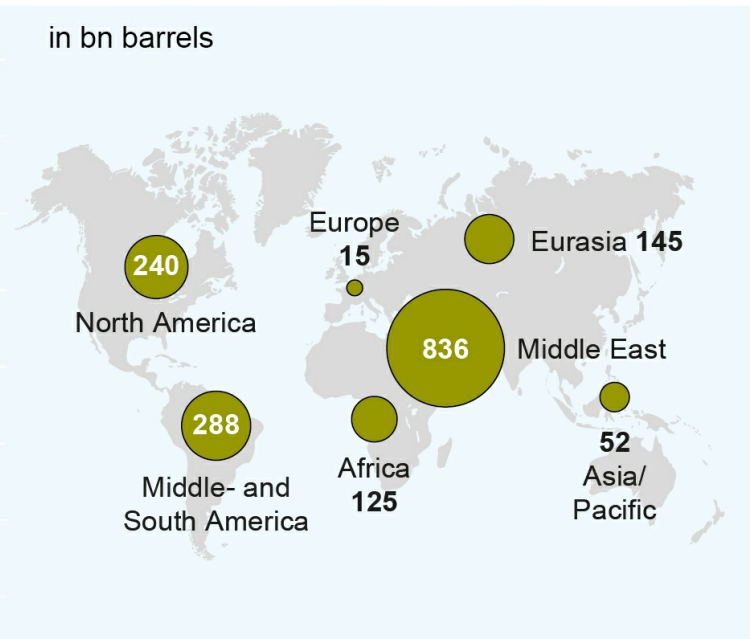 in bn barrels
Europe
15
Eurasia 145
240
North America
836
Middle East
288
Middle- and
South America
Africa
125
52
Asia/
Pacific